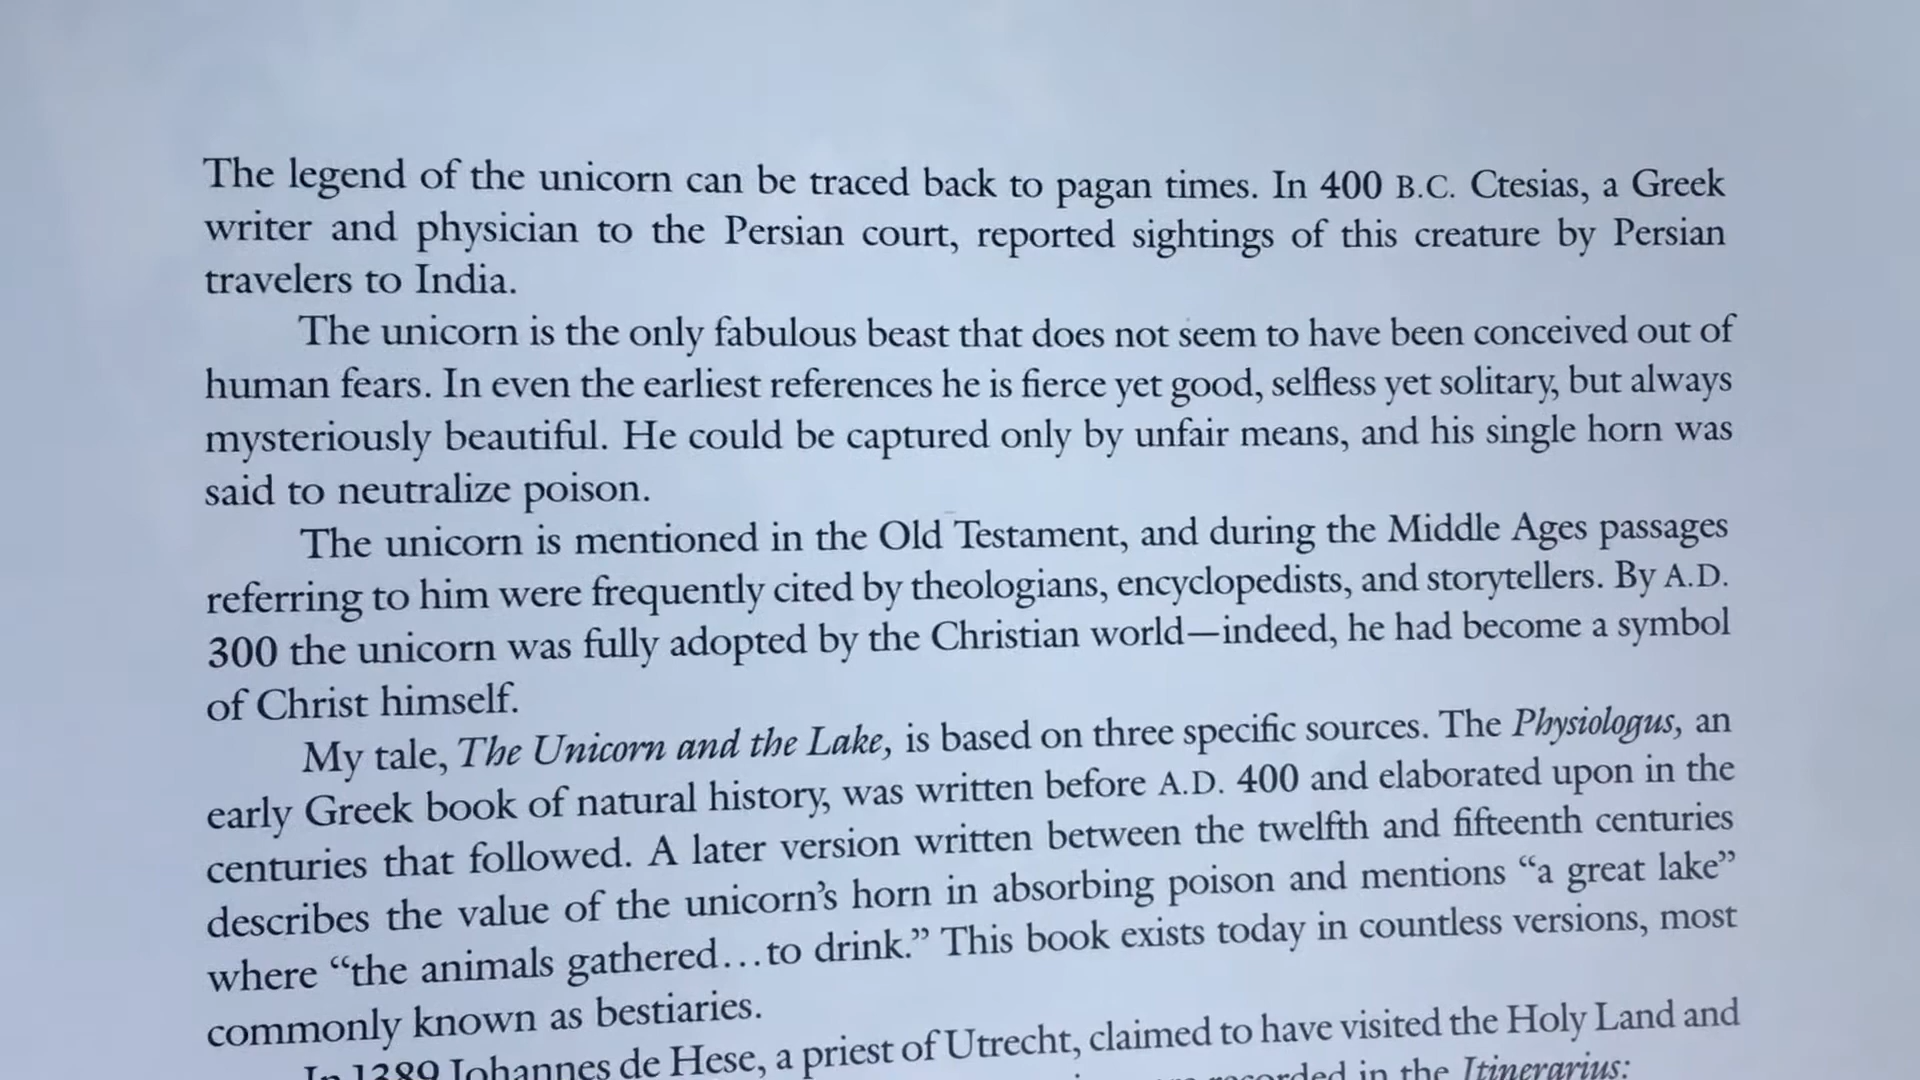 The legend of the unicorn can be traced back to pagan times. In 400 B.C. Ctesias, a Greek
writer and physician to the Persian court, reported sightings of this creature by Persian
travelers to India.
The unicorn is the only fabulous beast that does not seem to have been conceived out of
human fears. In even the earliest references he is fierce yet good, selfless yet solitary, but always
mysteriously beautiful. He could be captured only by unfair means, and his single horn was
said to neutralize poison.
The unicorn is mentioned in the Old Testament, and during the Middle Ages passages
referring to him were frequently cited by theologians, encyclopedists, and storytellers. By A.D.
300 the unicorn was fully adopted by the Christian world—indeed, he had become a symbol
of Christ himself.
My tale, The Unicorn and the Lake, is based on three specific sources. The Physiologus, an
early Greek book of natural history, was written before A.D. 400 and elaborated upon in the
centuries that followed. A later version written between the twelfth and fifteenth centuries
describes the value of the unicorn’s horn in absorbing poison and mentions “a great lake”
where “the animals gathered...to drink.” This book exists today in countless versions, most
commonly known as bestiaries.
In 1389 Johannes de Hese, a priest of Utrecht, claimed to have visited the Holy Land and
recorded in the Itinerarius: